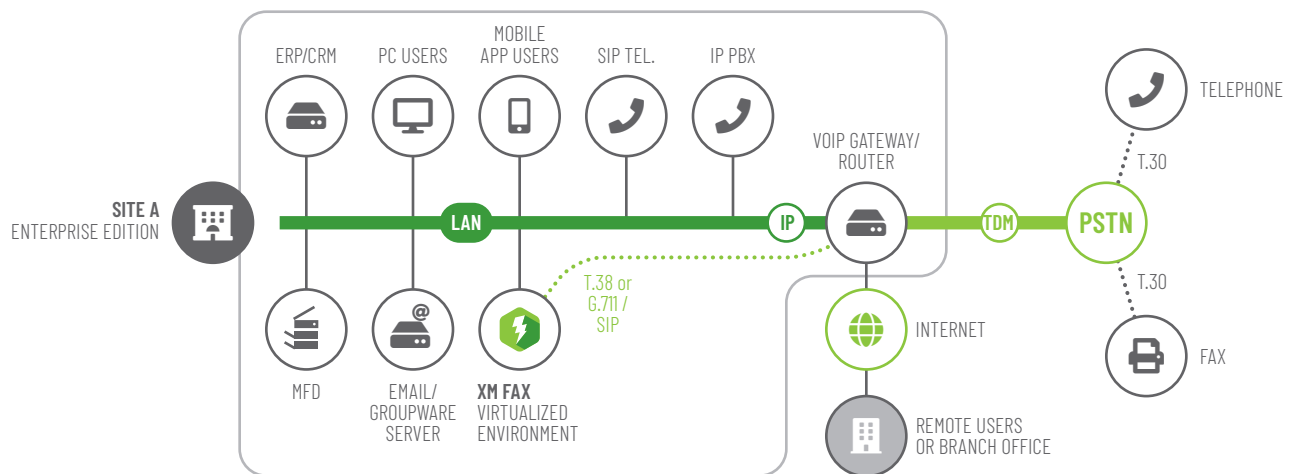 ERP/CRM
PC USERS
MOBILE
APP USERS
SIP TEL.
IP PBX
VOIP GATEWAY/
ROUTER
TELEPHONE
T.30
SITE A
ENTERPRISE EDITION
LAN
IP
TDM
PSTN
T.38 or
G.711 /
SIP
T.30
INTERNET
FAX
MFD
@
EMAIL/
GROUPWARE
SERVER
XM FAX
VIRTUALIZED
ENVIRONMENT
REMOTE USERS
OR BRANCH OFFICE